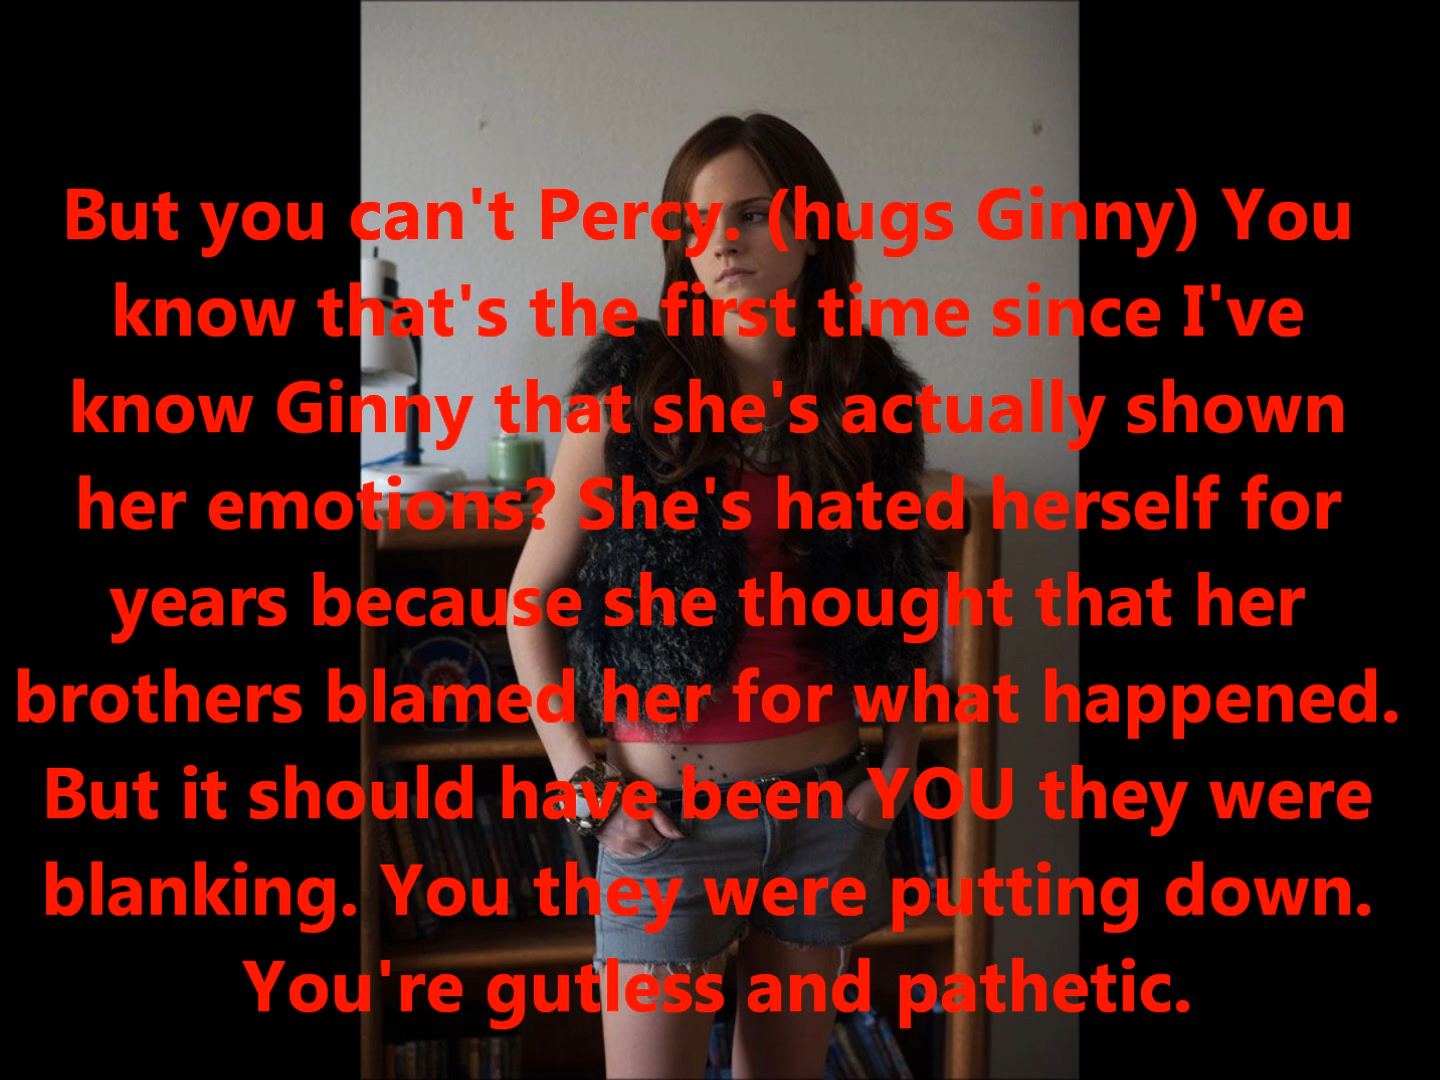 But you can't Percy. (hugs Ginny) You
know that's the first time since I've
know Ginny that she's actually shown
her emotions? She's hated herself for
years because she thought that her
brothers blamed her for what happened.
But it should have been YOU they were
blanking. You they were putting down.
You're gutless and pathetic.